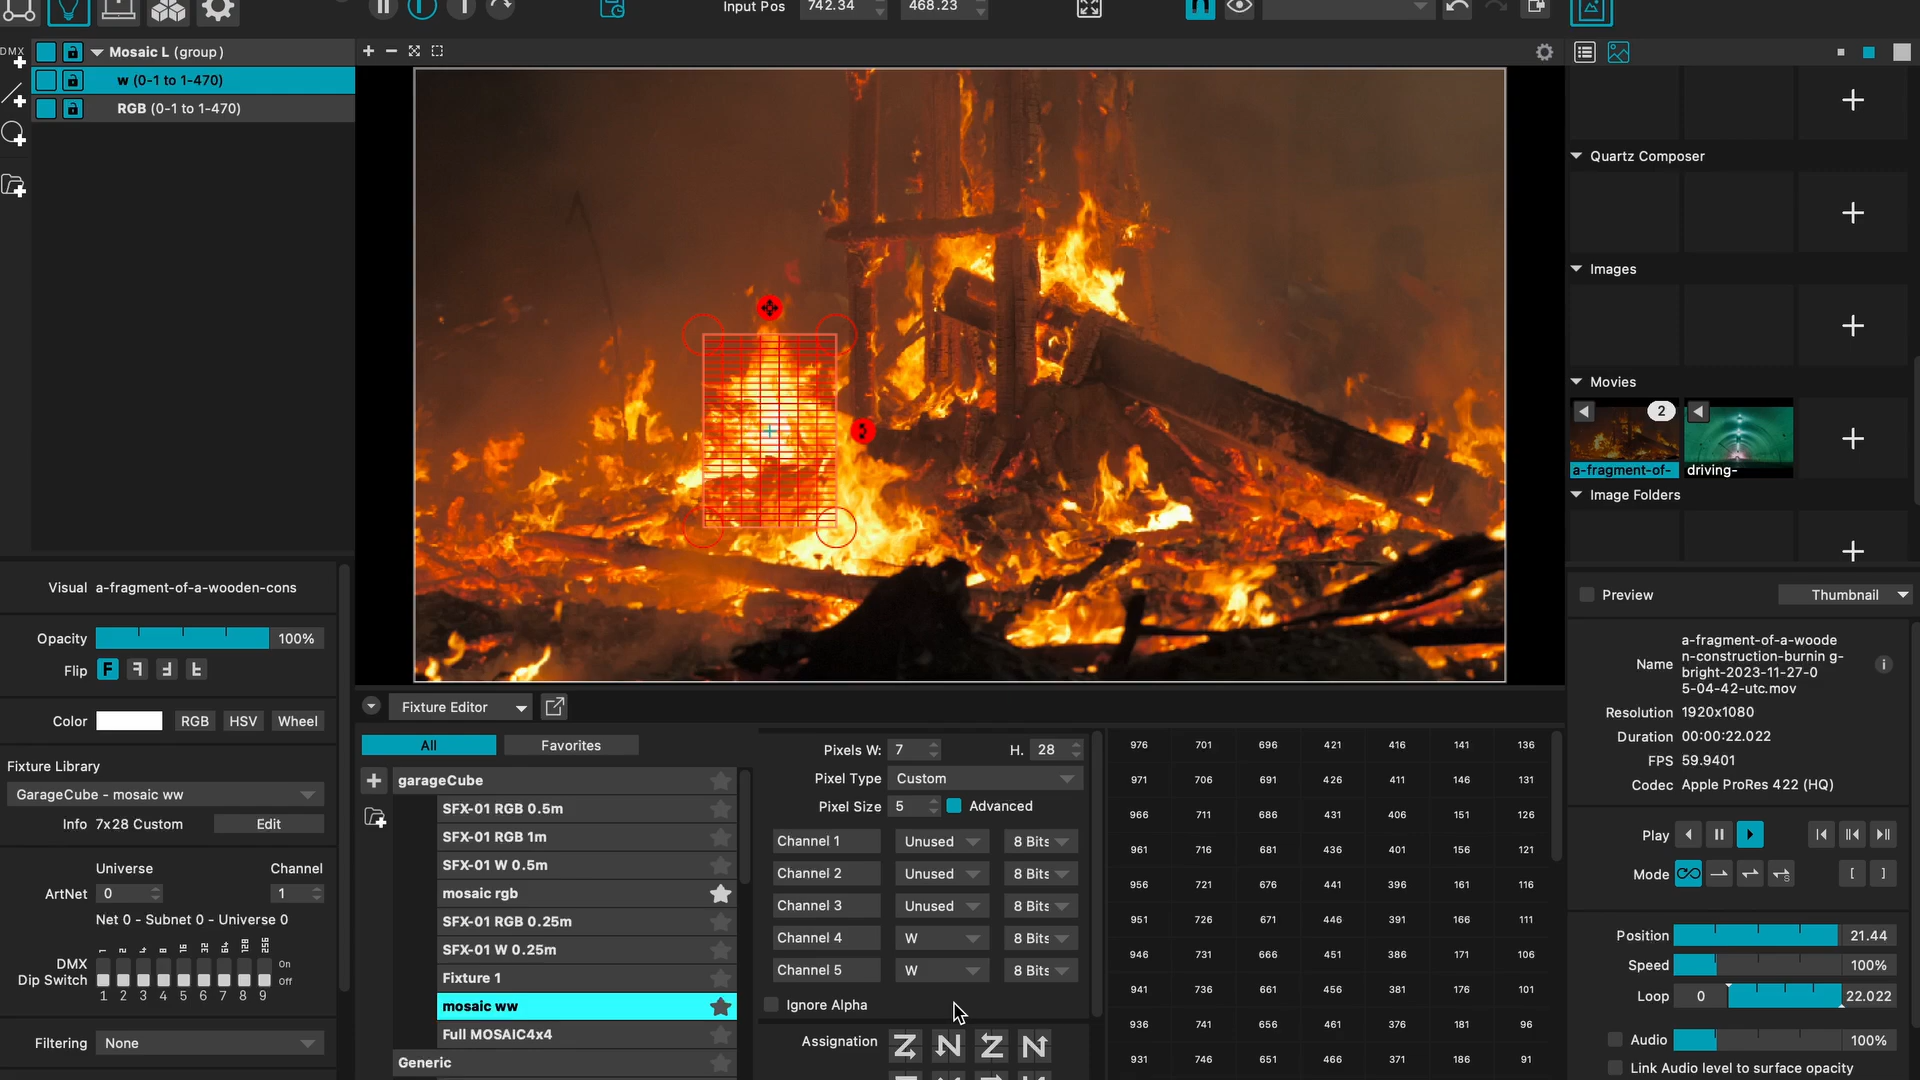 Input Pos 742.34 468.23
DMX
Mosaic L (group)
w (0-1 to 1-470)
RGB (0-1 to 1-470)
Visual a-fragment-of-a-wooden-cons
Opacity 100%
Flip F
Color RGB HSV Wheel
Fixture Library
GarageCube - mosaic ww
Info 7x28 Custom Edit
Universe Channel
ArtNet 0 1
Net 0 - Subnet 0 - Universe 0
1 2 4 8 16 32 64 128 256
DMX On
Dip Switch Off
1 2 3 4 5 6 7 8 9
Filtering None
Fixture Editor
All Favorites
garageCube
SFX-01 RGB 0.5m
SFX-01 RGB 1m
SFX-01 W 0.5m
mosaic rgb
SFX-01 RGB 0.25m
SFX-01 W 0.25m
Fixture 1
mosaic ww
Full MOSAIC4x4
Generic
Pixels W: 7 H. 28
Pixel Type Custom
Pixel Size 5 Advanced
Channel 1 Unused 8 Bits
Channel 2 Unused 8 Bits
Channel 3 Unused 8 Bits
Channel 4 W 8 Bits
Channel 5 W 8 Bits
Ignore Alpha
Assignation
976 701 696 421 416 141 136
971 706 691 426 411 146 131
966 711 686 431 406 151 126
961 716 681 436 401 156 121
956 721 676 441 396 161 116
951 726 671 446 391 166 111
946 731 666 451 386 171 106
941 736 661 456 381 176 101
936 741 656 461 376 181 96
931 746 651 466 371 186 91
Quartz Composer
Images
Movies
2
a-fragment-of- driving-
Image Folders
Preview Thumbnail
Name a-fragment-of-a-woode
n-construction-burnin g-
bright-2023-11-27-0
5-04-42-utc.mov
Resolution 1920x1080
Duration 00:00:22.022
FPS 59.9401
Codec Apple ProRes 422 (HQ)
Play
Mode [ ]
Position 21.44
Speed 100%
Loop 0 22.022
Audio 100%
Link Audio level to surface opacity